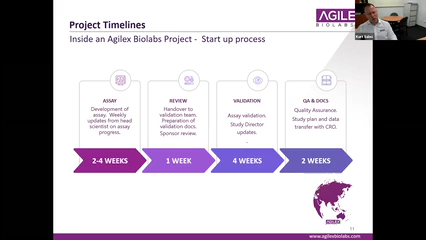 Project Timelines
AGILEX
BIOLABS
Inside an Agilex Biolabs Project - Start up process
ASSAY
Development of
assay. Weekly
updates from head
scientist on assay
progress.
2-4 WEEKS
REVIEW
Handover to
validation team.
Preparation of
validation docs.
Sponsor review.
1 WEEK
VALIDATION
Assay validation.
Study Director
updates.
4 WEEKS
QA & DOCS
Quality Assurance.
Study plan and data
transfer with CRO.
2 WEEKS
AGILEX
www.agilexbiolabs.com